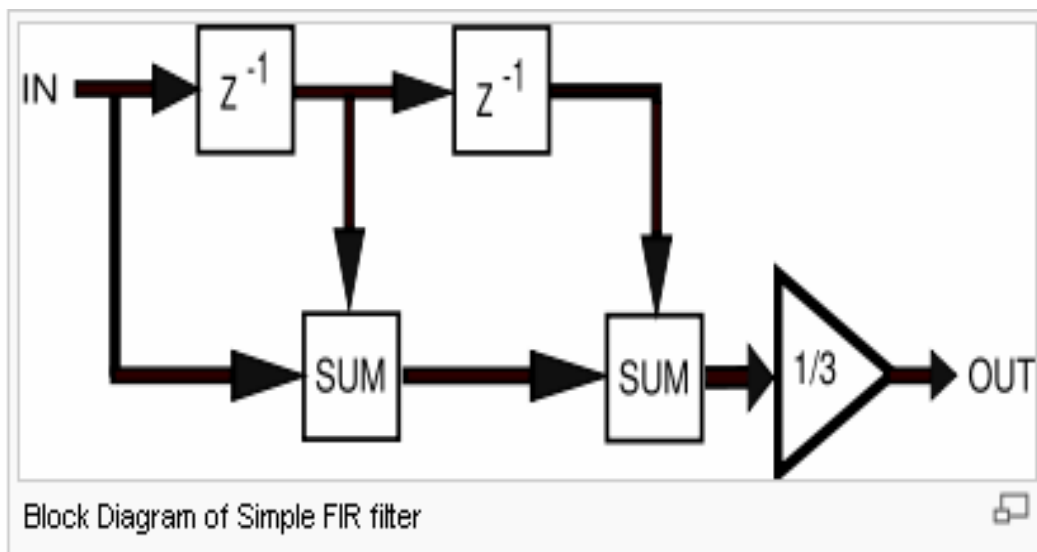 IN
z -1
z -1
SUM
SUM
1/3
OUT
Block Diagram of Simple FIR filter